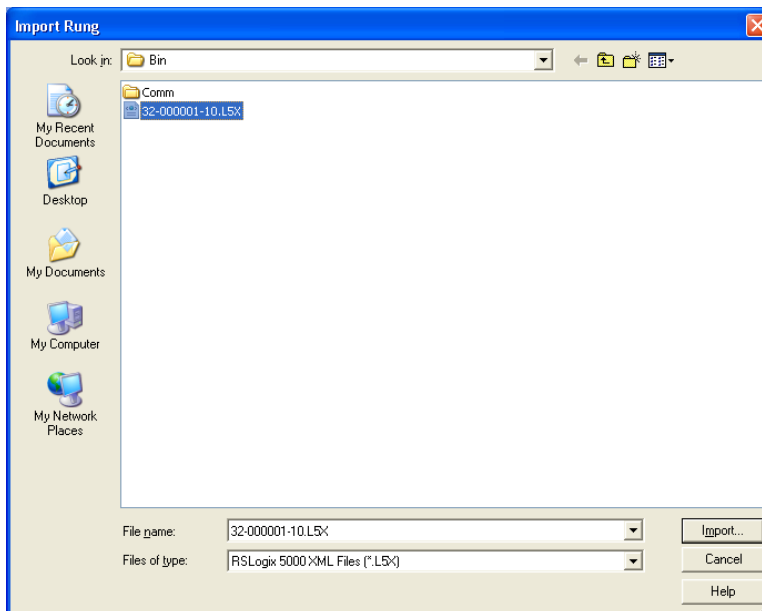 Import Rung
Look in:
Bin
Comm
32-000001-10.L5X
My Recent
Documents
Desktop
My Documents
My Computer
My Network
Places
File name:
32-000001-10.L5X
Import...
Files of type:
RSLogix 5000 XML Files (*.L5X)
Cancel
Help